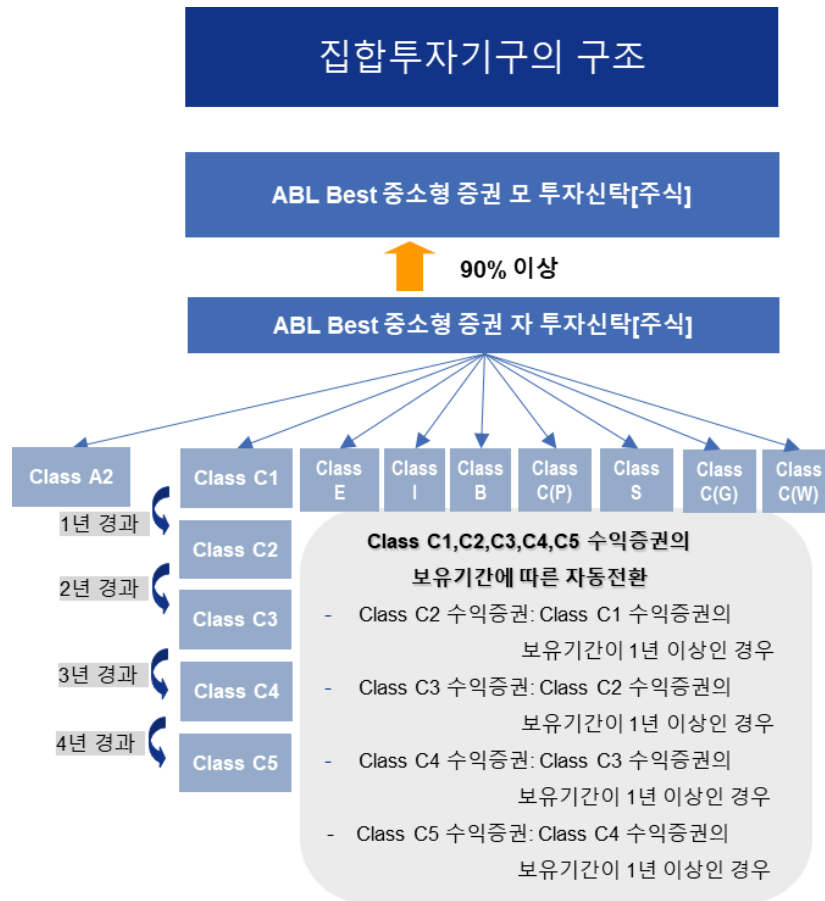 집합투자기구의 구조
ABL Best 중소형 증권 모 투자신탁[주식]
90% 이상
ABL Best 중소형 증권 자 투자신탁[주식]
Class A2
Class C1
Class
E
Class
I
Class
B
Class
C(P)
Class
S
Class
C(G)
Class
C(W)
1년 경과
Class C2
2년 경과
Class C3
3년 경과
Class C4
4년 경과
Class C5
Class C1,C2,C3,C4,C5 수익증권의
보유기간에 따른 자동전환
- Class C2 수익증권: Class C1 수익증권의
보유기간이 1년 이상인 경우
- Class C3 수익증권: Class C2 수익증권의
보유기간이 1년 이상인 경우
- Class C4 수익증권: Class C3 수익증권의
보유기간이 1년 이상인 경우
- Class C5 수익증권: Class C4 수익증권의
보유기간이 1년 이상인 경우